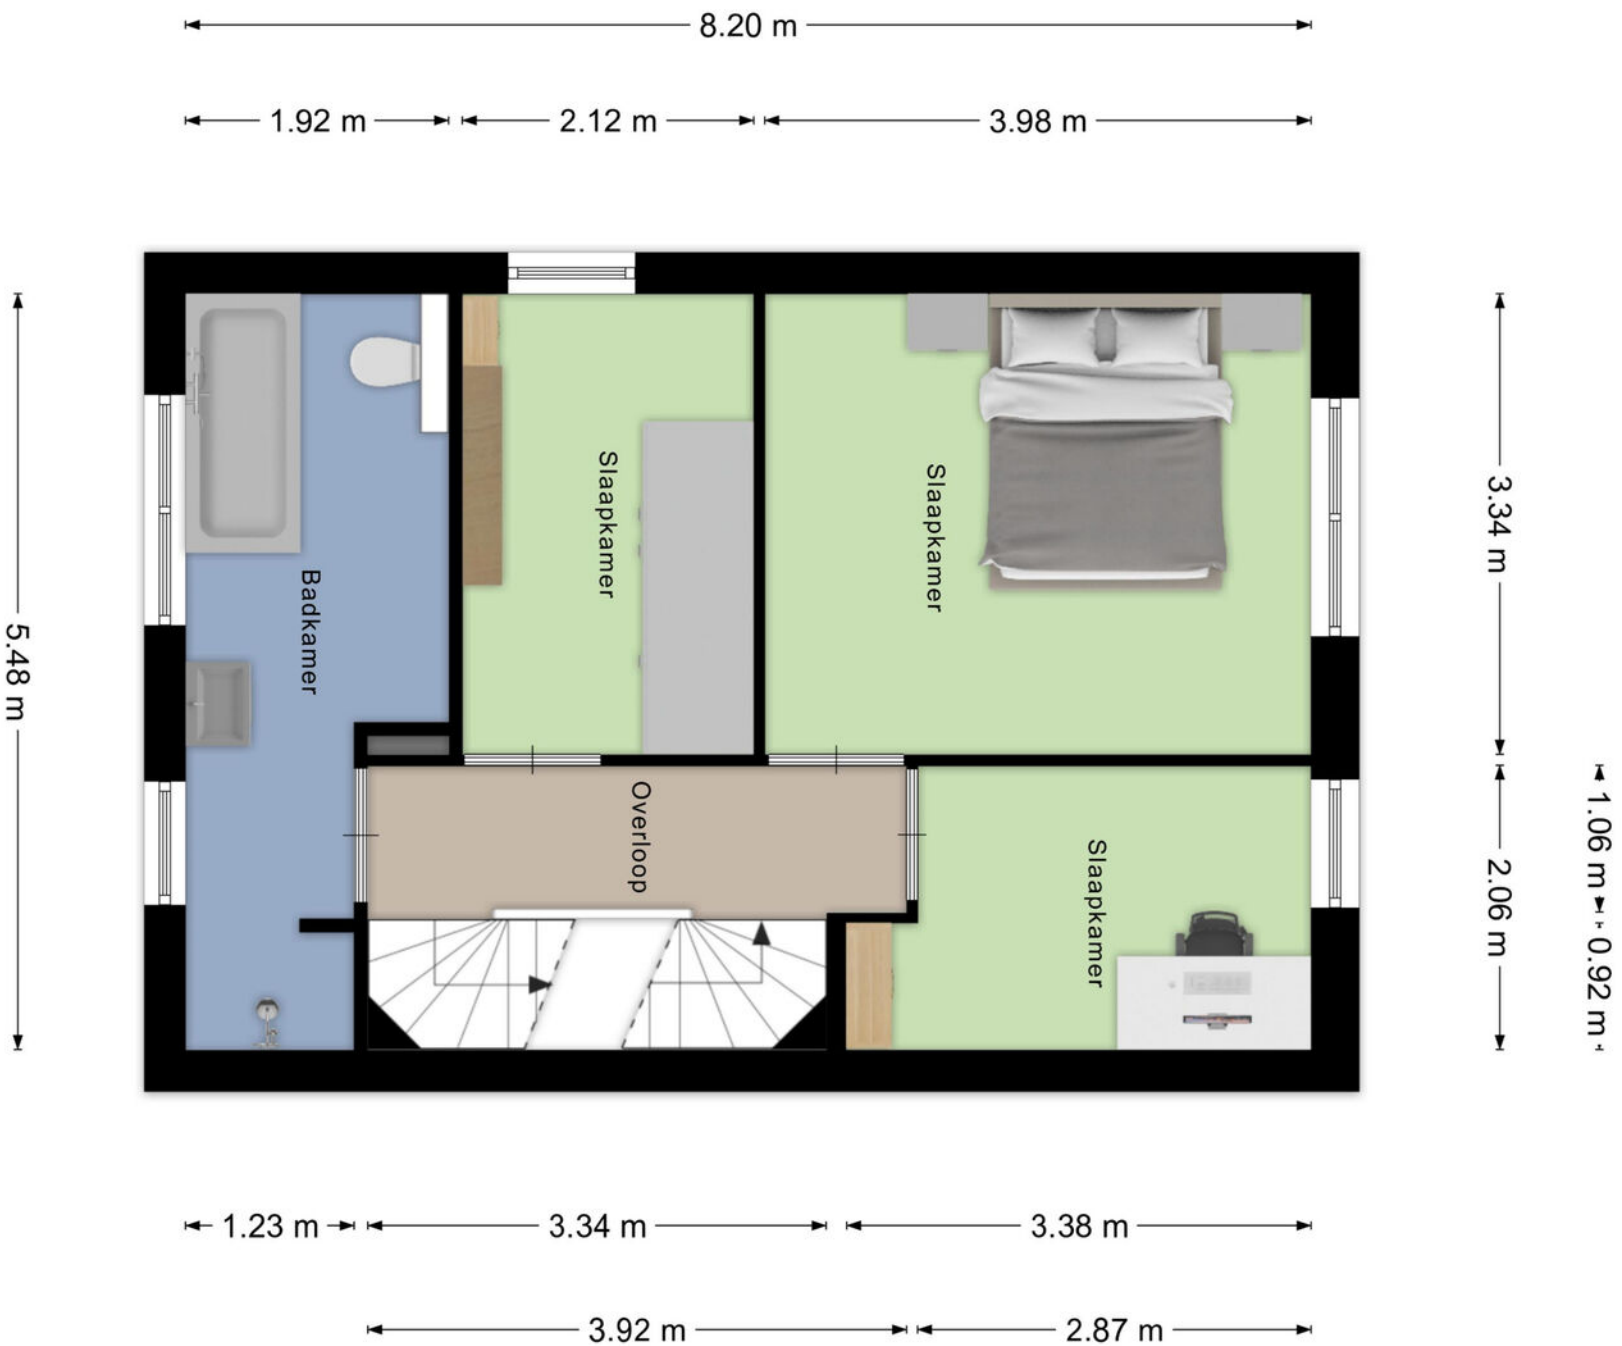 8.20 m
1.92 m
2.12 m
3.98 m
5.48 m
Badkamer
Slaapkamer
Slaapkamer
3.34 m
Overloop
Slaapkamer
2.06 m
1.06 m
0.92 m
1.23 m
3.34 m
3.38 m
3.92 m
2.87 m